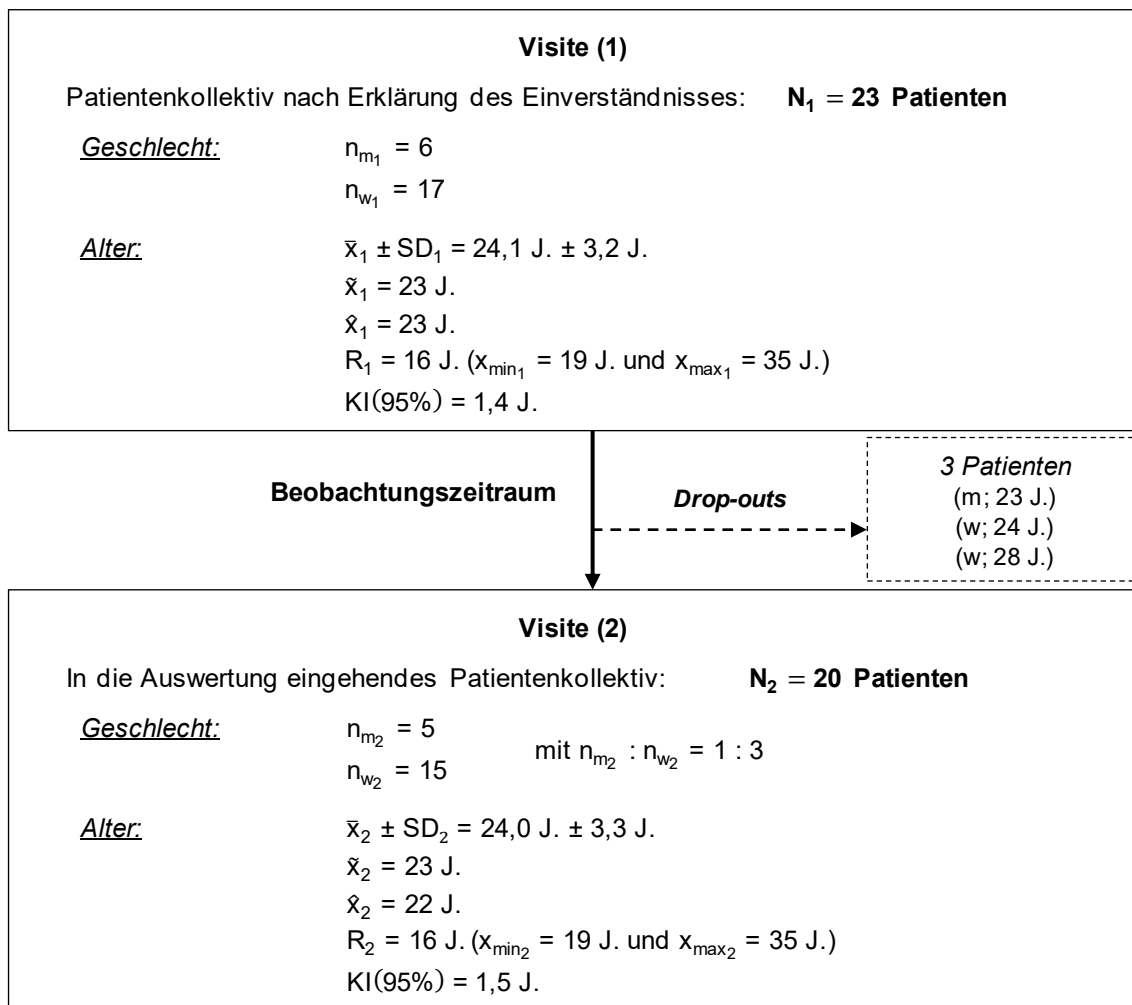 Visite (1)
Patientenkollektiv nach Erklärung des Einverständnisses: N₁ = 23 Patienten
Geschlecht: nₘ₁ = 6
n_w₁ = 17
Alter: x̄₁ ± SD₁ = 24,1 J. ± 3,2 J.
x̃₁ = 23 J.
x̂₁ = 23 J.
R₁ = 16 J. (x_min₁ = 19 J. und x_max₁ = 35 J.)
KI(95%) = 1,4 J.
Beobachtungszeitraum
Drop-outs
3 Patienten
(m; 23 J.)
(w; 24 J.)
(w; 28 J.)
Visite (2)
In die Auswertung eingehendes Patientenkollektiv: N₂ = 20 Patienten
Geschlecht: nₘ₂ = 5
n_w₂ = 15
mit nₘ₂ : n_w₂ = 1 : 3
Alter: x̄₂ ± SD₂ = 24,0 J. ± 3,3 J.
x̃₂ = 23 J.
x̂₂ = 22 J.
R₂ = 16 J. (x_min₂ = 19 J. und x_max₂ = 35 J.)
KI(95%) = 1,5 J.